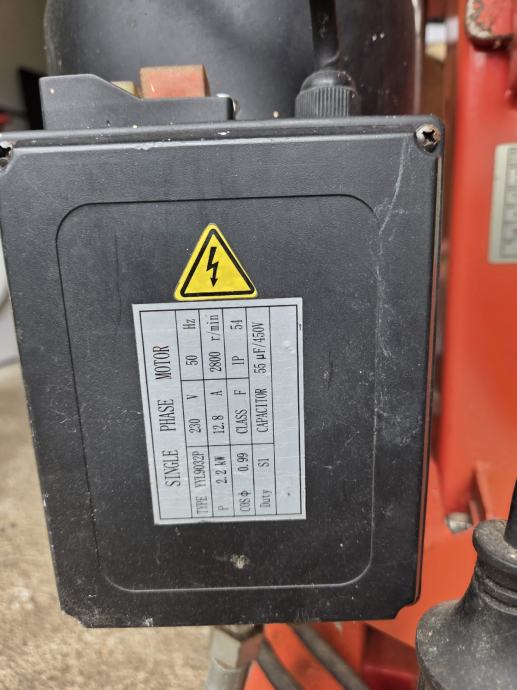 SINGLE PHASE MOTOR
TYPE YYL9032P 230 V 50 Hz
P 2.2 kW 12.8 A 2800 r/min
COSφ 0.99 CLASS F IP 54
Duty S1 CAPACITOR 55 μF/450V